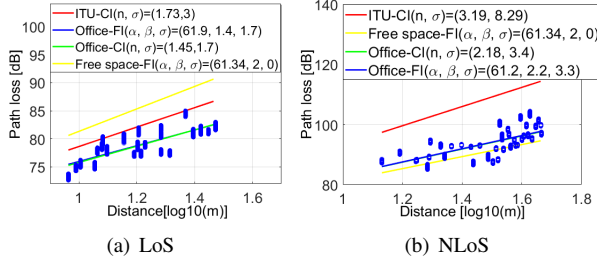 ITU-CI(n, σ)=(1.73,3)
Office-FI(α, β, σ)=(61.9, 1.4, 1.7)
Office-CI(n, σ)=(1.45,1.7)
Free space-FI(α, β, σ)=(61.34, 2, 0)
Path loss [dB]
100
95
90
85
80
75
1
1.2
1.4
1.6
Distance[log10(m)]
(a) LoS
ITU-CI(n, σ)=(3.19, 8.29)
Free space-FI(α, β, σ)=(61.34, 2, 0)
Office-CI(n, σ)=(2.18, 3.4)
Office-FI(α, β, σ)=(61.2, 2.2, 3.3)
Path loss [dB]
140
120
100
80
1
1.2
1.4
1.6
1.8
Distance[log10(m)]
(b) NLoS